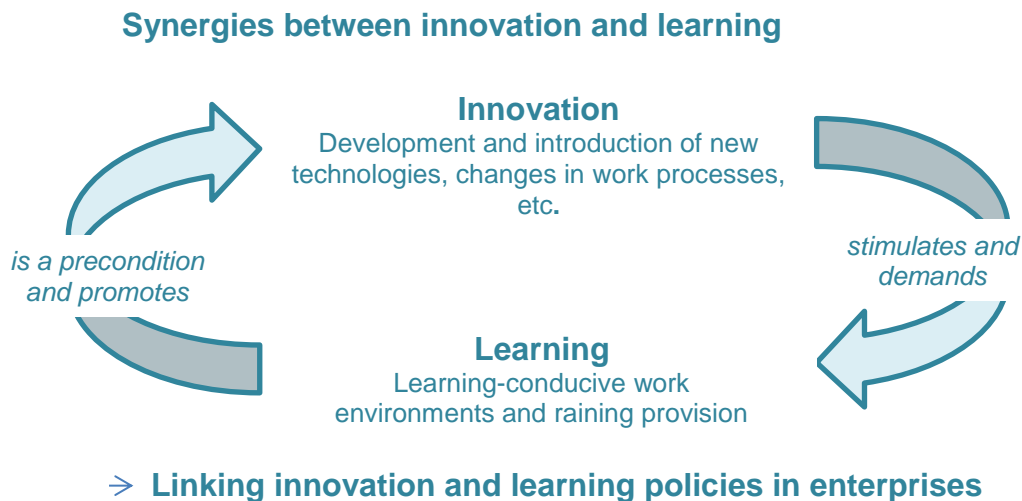 Synergies between innovation and learning
Innovation
Development and introduction of new
technologies, changes in work processes,
etc.
is a precondition
and promotes
stimulates and
demands
Learning
Learning-conducive work
environments and raining provision
Linking innovation and learning policies in enterprises